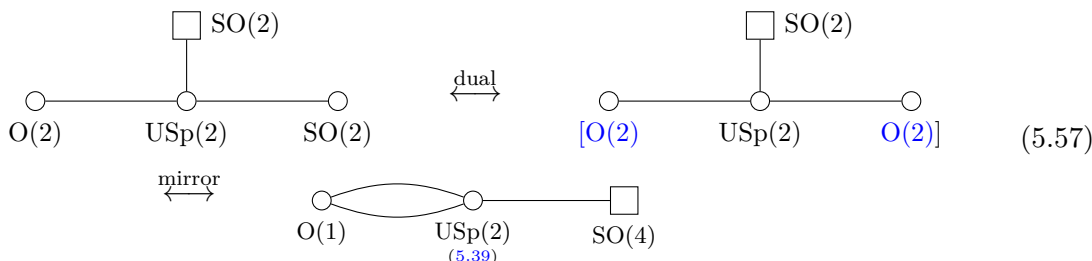 SO(2) SO(2)
dual
O(2) USp(2) SO(2) [O(2) USp(2) O(2)] (5.57)
mirror
O(1) USp(2) SO(4)
(5.39)